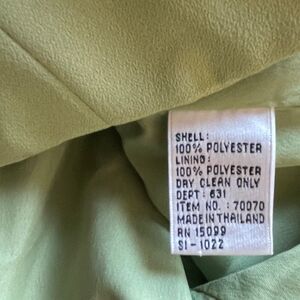 SHELL:
100% POLYESTER
LINING:
100% POLYESTER
DRY CLEAN ONLY
DEPT: 631
ITEM NO.: 70070
MADE IN THAILAND
RN 15099
SI-1022